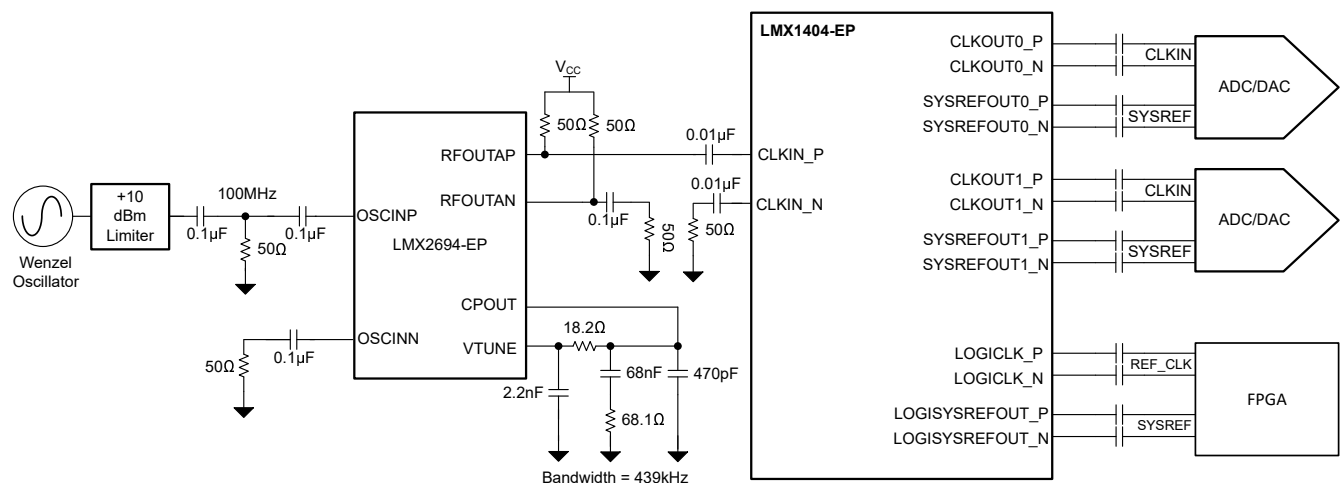 Wenzel
Oscillator
+10
dBm
Limiter
0.1µF
100MHz
50Ω
0.1µF
50Ω
0.1µF
OSCINP
OSCINN
LMX2694-EP
RFOUTAP
RFOUTAN
CPOUT
VTUNE
VCC
50Ω
50Ω
0.1µF
50Ω
0.01µF
0.01µF
50Ω
18.2Ω
2.2nF
68nF
470pF
68.1Ω
Bandwidth = 439kHz
LMX1404-EP
CLKIN_P
CLKIN_N
CLKOUT0_P
CLKOUT0_N
SYSREFOUT0_P
SYSREFOUT0_N
CLKOUT1_P
CLKOUT1_N
SYSREFOUT1_P
SYSREFOUT1_N
LOGICLK_P
LOGICLK_N
LOGISYSREFOUT_P
LOGISYSREFOUT_N
CLKIN
SYSREF
ADC/DAC
CLKIN
SYSREF
ADC/DAC
REF_CLK
SYSREF
FPGA